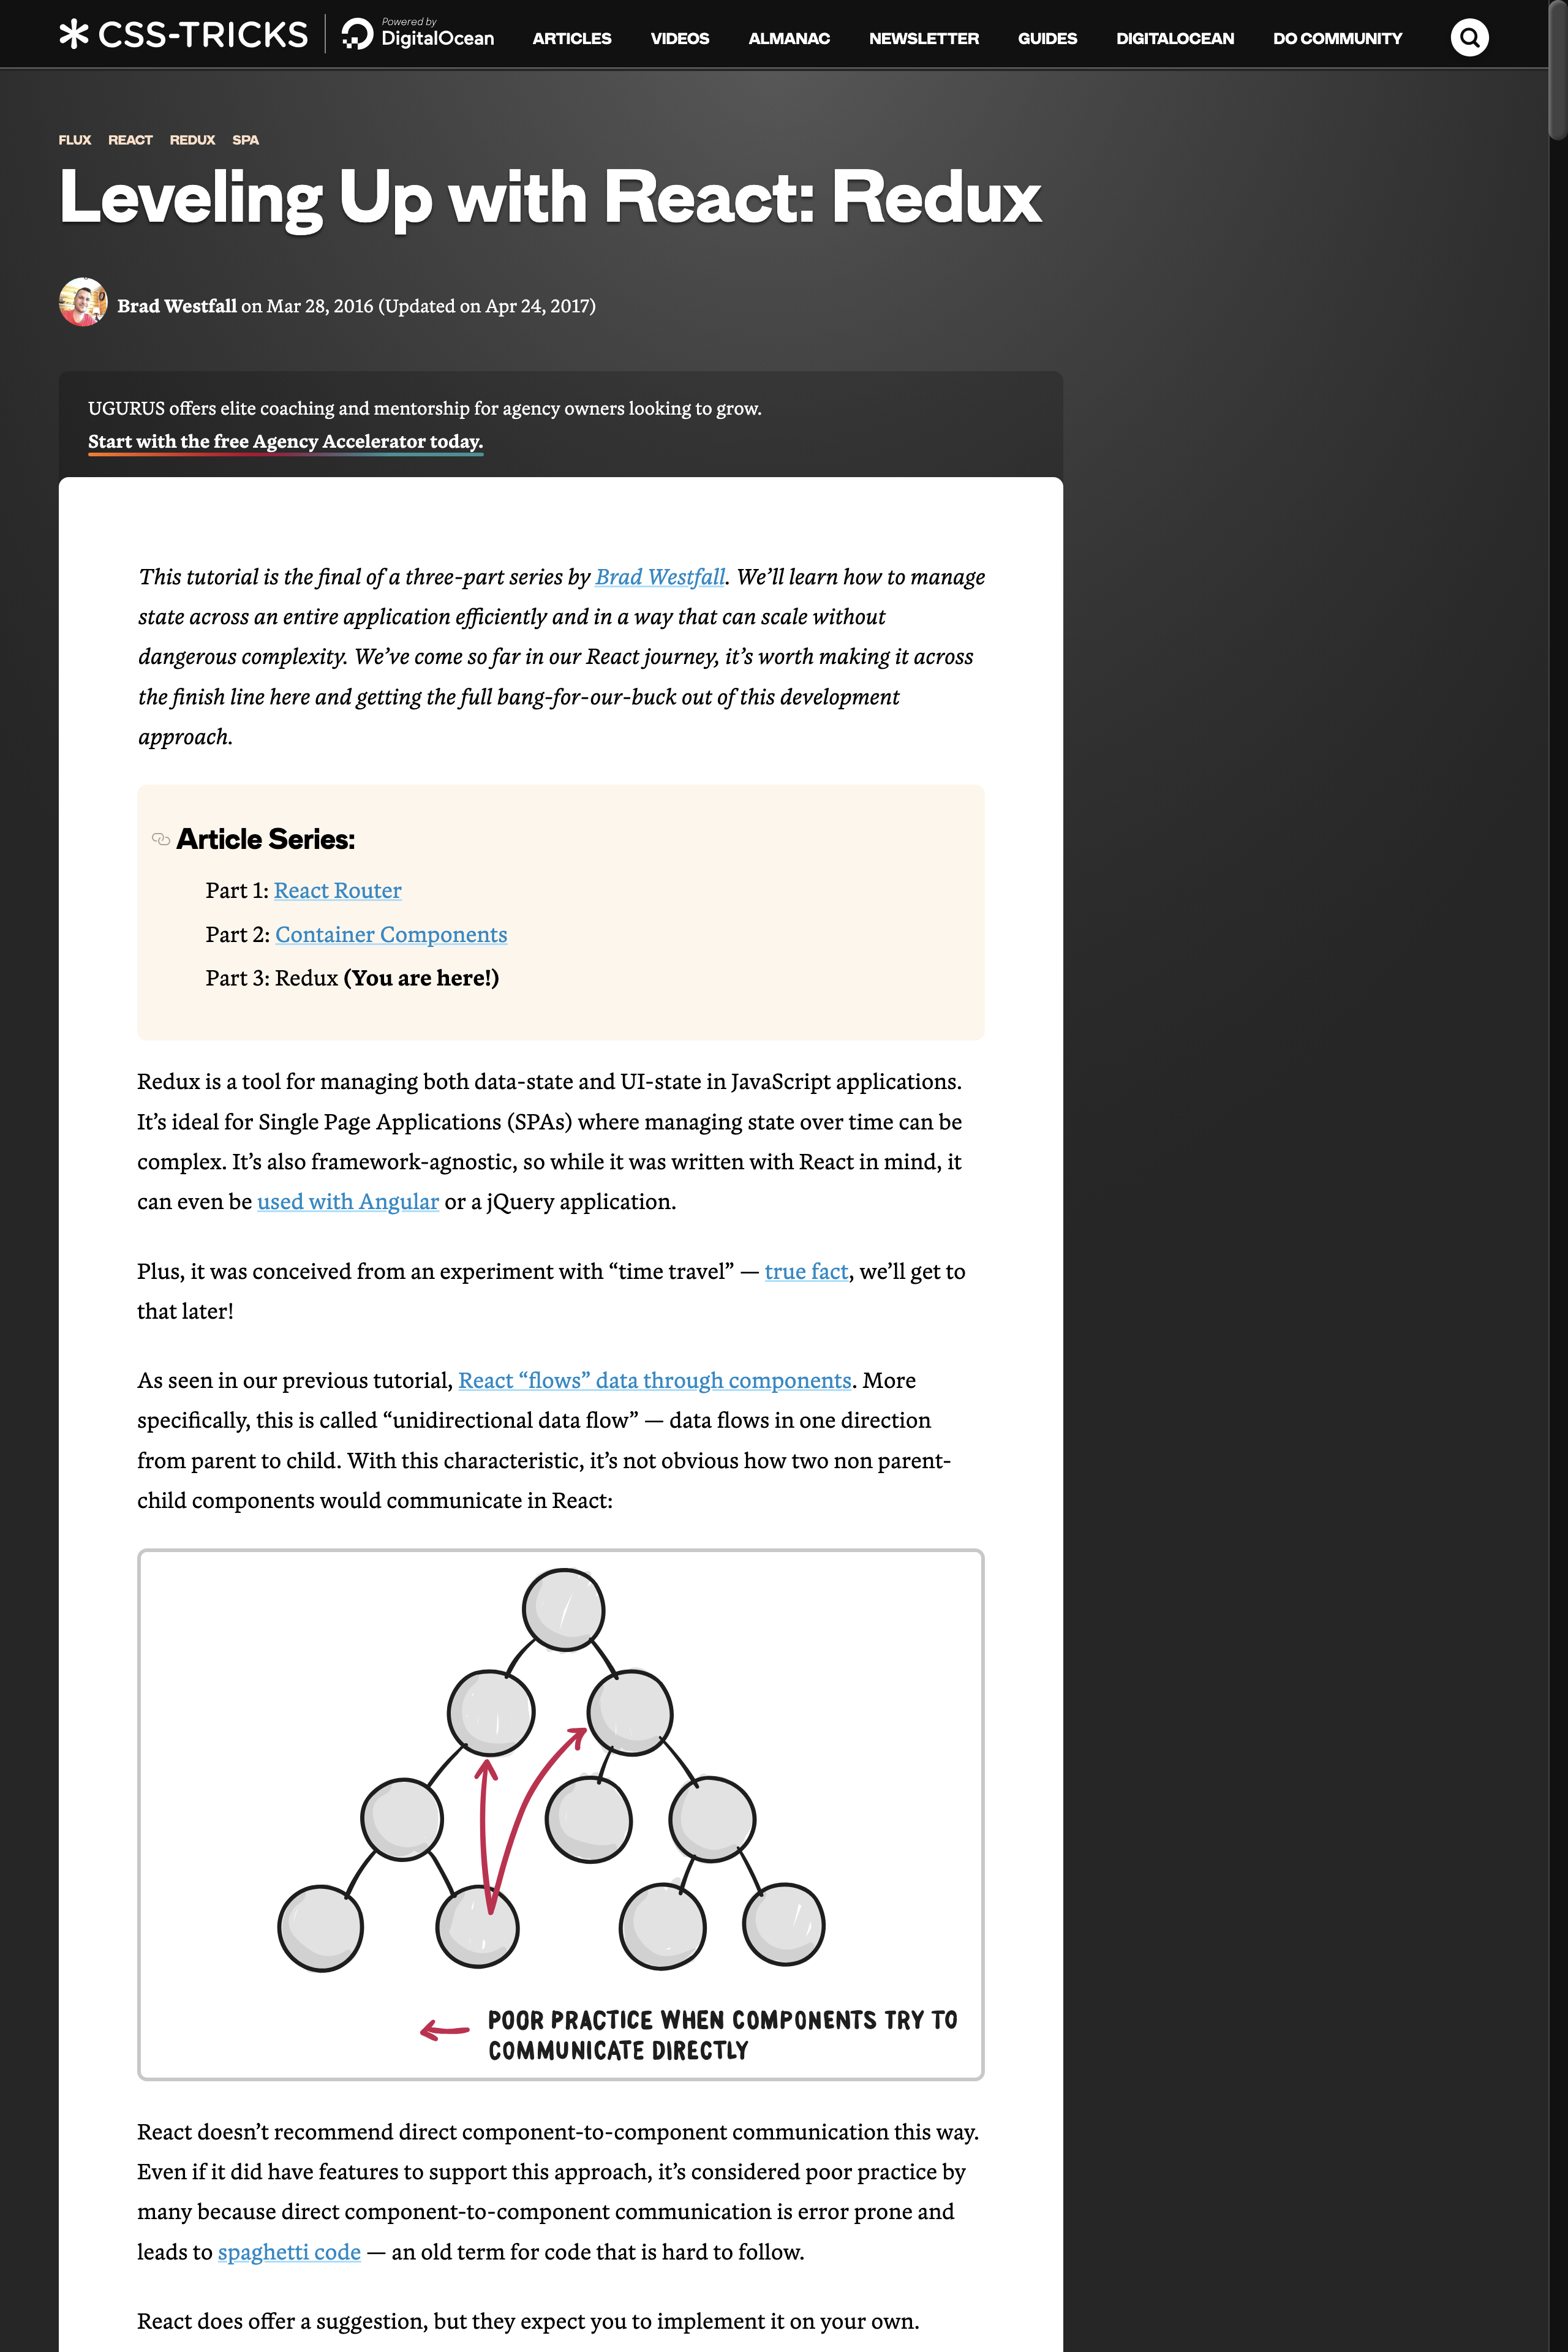 CSS-TRICKS
Powered by
DigitalOcean
ARTICLES VIDEOS ALMANAC NEWSLETTER GUIDES DIGITALOCEAN DO COMMUNITY
FLUX REACT REDUX SPA
Leveling Up with React: Redux
Brad Westfall on Mar 28, 2016 (Updated on Apr 24, 2017)
UGURUS offers elite coaching and mentorship for agency owners looking to grow.
Start with the free Agency Accelerator today.
This tutorial is the final of a three-part series by Brad Westfall. We’ll learn how to manage
state across an entire application efficiently and in a way that can scale without
dangerous complexity. We’ve come so far in our React journey, it’s worth making it across
the finish line here and getting the full bang-for-our-buck out of this development
approach.
Article Series:
Part 1: React Router
Part 2: Container Components
Part 3: Redux (You are here!)
Redux is a tool for managing both data-state and UI-state in JavaScript applications.
It’s ideal for Single Page Applications (SPAs) where managing state over time can be
complex. It’s also framework-agnostic, so while it was written with React in mind, it
can even be used with Angular or a jQuery application.
Plus, it was conceived from an experiment with “time travel” — true fact, we’ll get to
that later!
As seen in our previous tutorial, React “flows” data through components. More
specifically, this is called “unidirectional data flow” — data flows in one direction
from parent to child. With this characteristic, it’s not obvious how two non parent-
child components would communicate in React:
POOR PRACTICE WHEN COMPONENTS TRY TO
COMMUNICATE DIRECTLY
React doesn’t recommend direct component-to-component communication this way.
Even if it did have features to support this approach, it’s considered poor practice by
many because direct component-to-component communication is error prone and
leads to spaghetti code — an old term for code that is hard to follow.
React does offer a suggestion, but they expect you to implement it on your own.